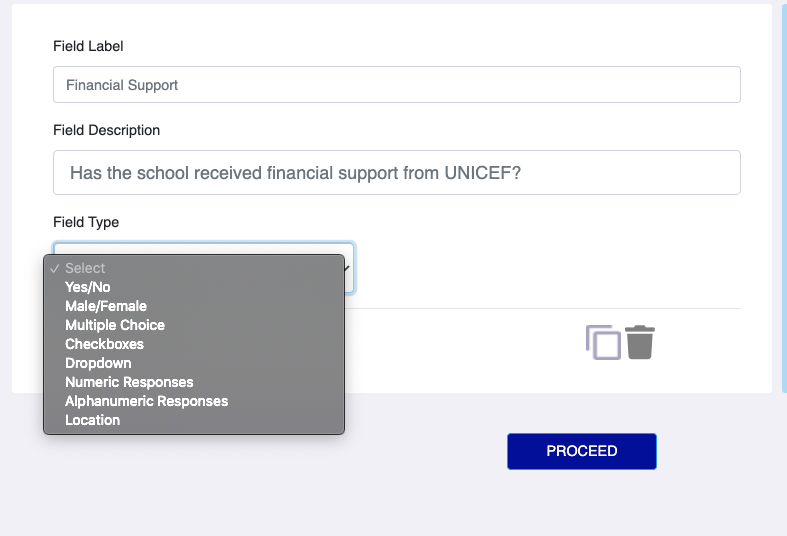 Field Label
Financial Support
Field Description
Has the school received financial support from UNICEF?
Field Type
✓ Select
Yes/No
Male/Female
Multiple Choice
Checkboxes
Dropdown
Numeric Responses
Alphanumeric Responses
Location
PROCEED